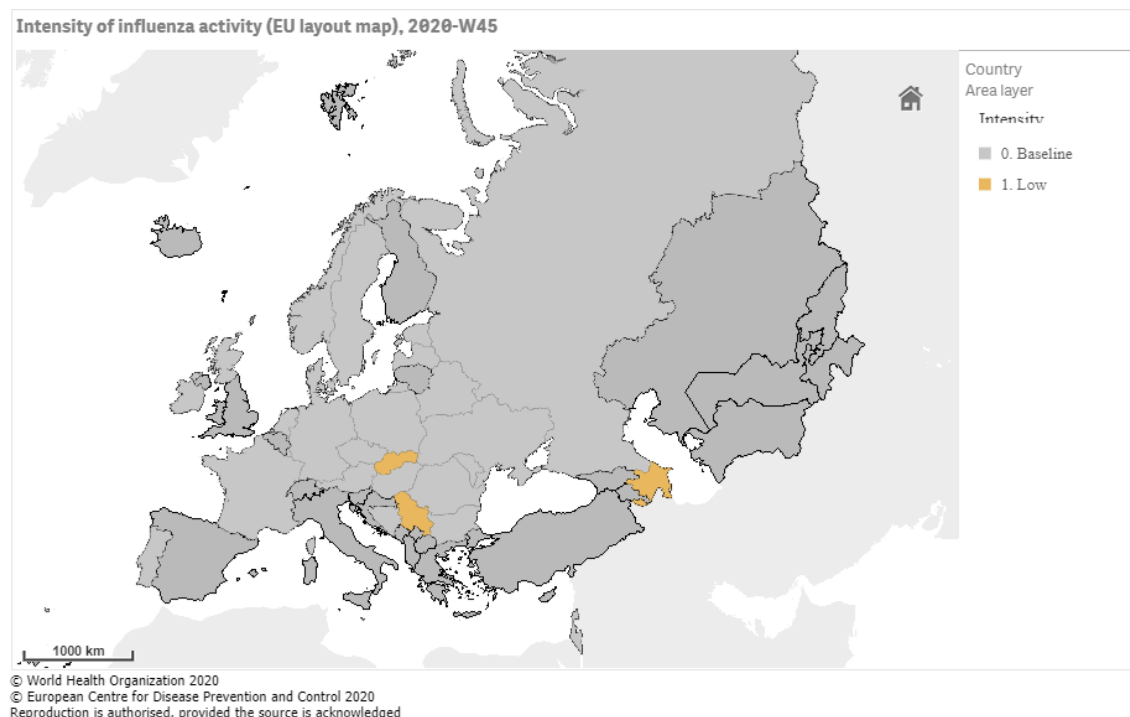 Intensity of influenza activity (EU layout map), 2020-W45
Country
Area layer
Intensity
0. Baseline
1. Low
1000 km
© World Health Organization 2020
© European Centre for Disease Prevention and Control 2020
Reproduction is authorised, provided the source is acknowledged